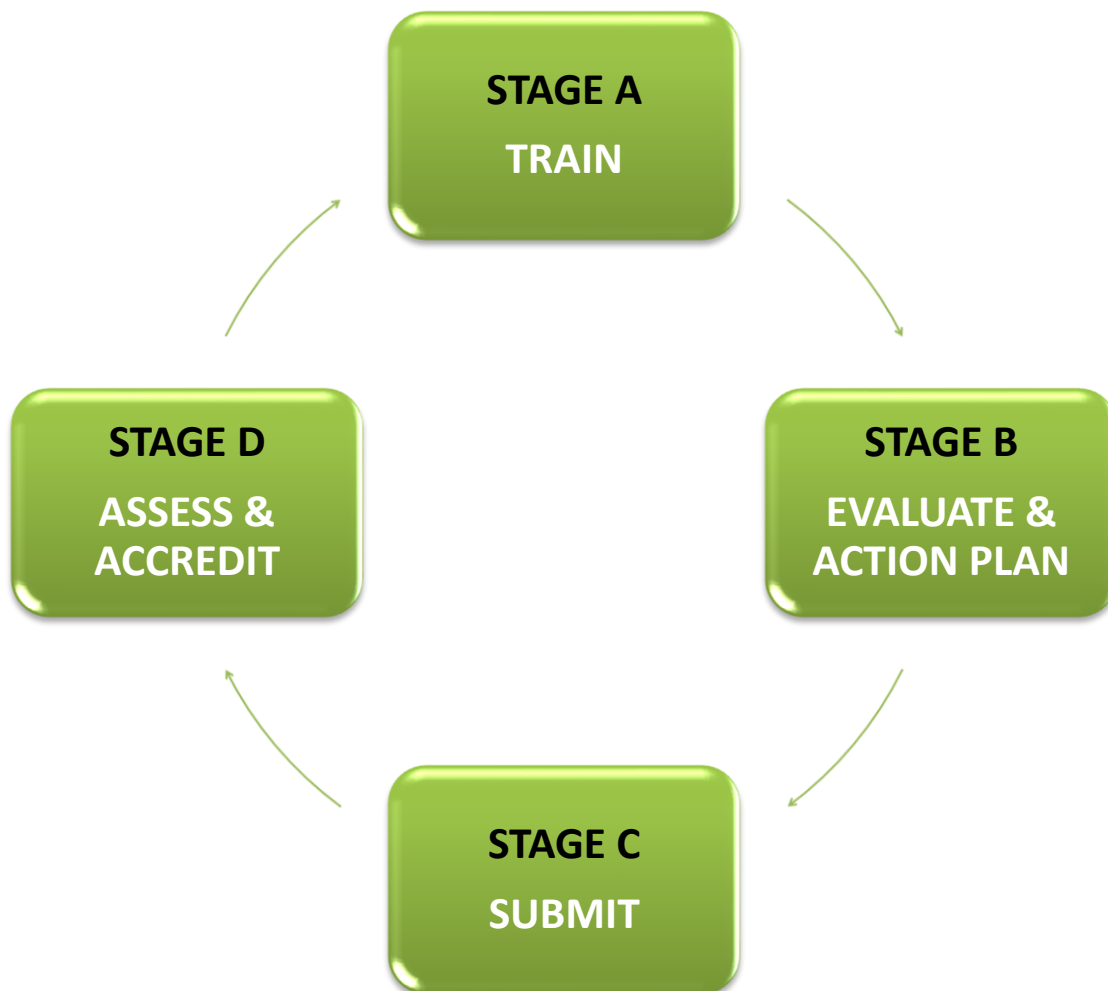 STAGE A
TRAIN
STAGE B
EVALUATE &
ACTION PLAN
STAGE C
SUBMIT
STAGE D
ASSESS &
ACCREDIT